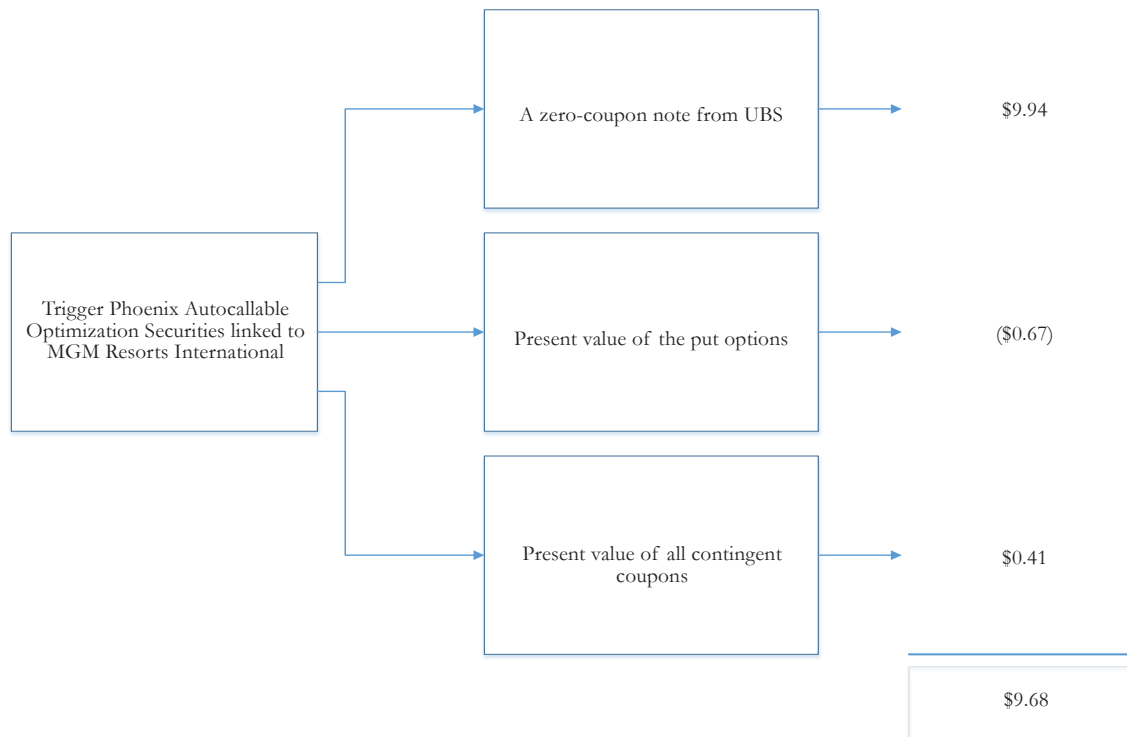 A zero-coupon note from UBS
$9.94
Trigger Phoenix Autocallable
Optimization Securities linked to
MGM Resorts International
Present value of the put options
($0.67)
Present value of all contingent
coupons
$0.41
$9.68